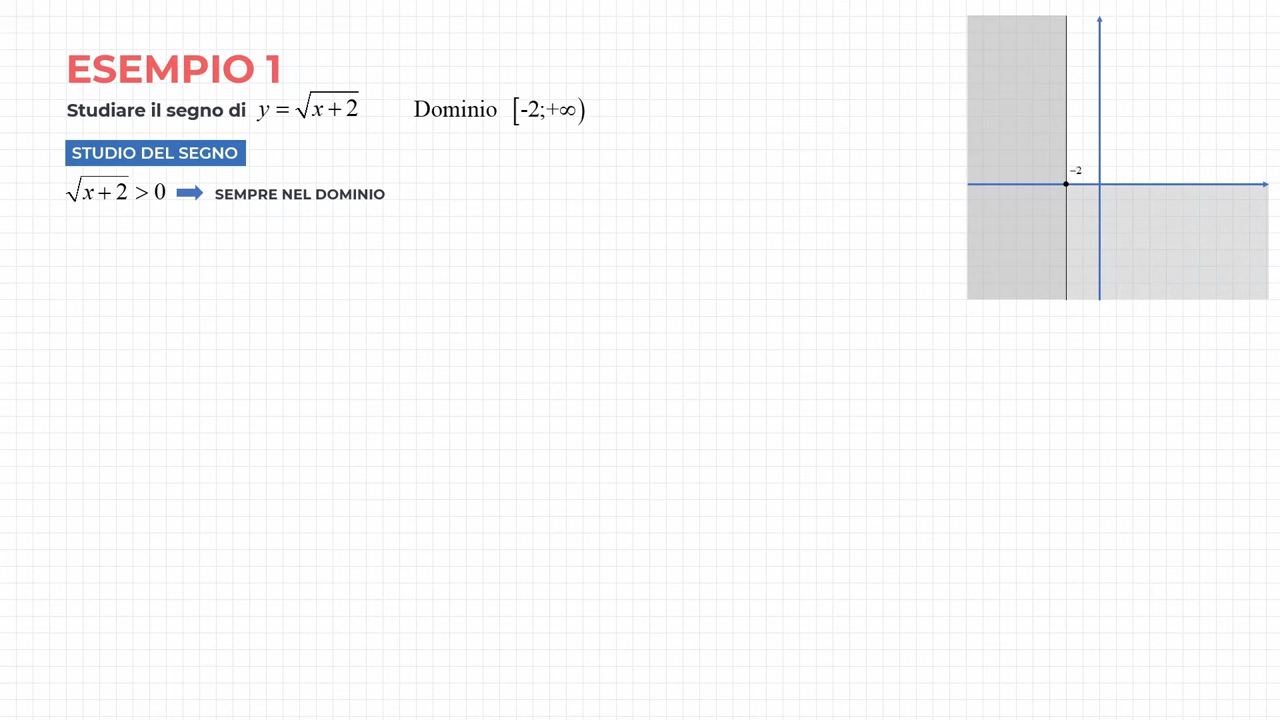 ESEMPIO 1
Studiare il segno di y = √(x + 2) Dominio [-2;+∞)
STUDIO DEL SEGNO
√(x + 2) > 0 SEMPRE NEL DOMINIO
−2